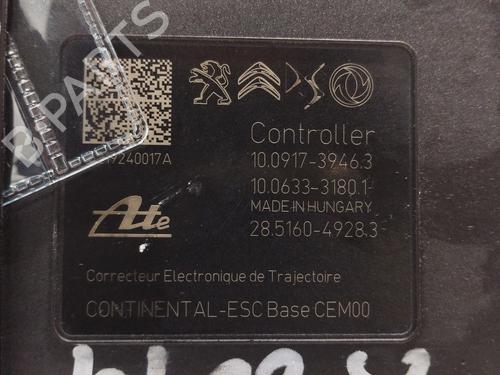 B-PARTS
Controller
19240017A
10.0917-3946.3
10.0633-3180.1
MADE IN HUNGARY
Ate
28.5160-4928.3
Correcteur Electronique de Trajectoire
CONTINENTAL-ESC Base CEM00